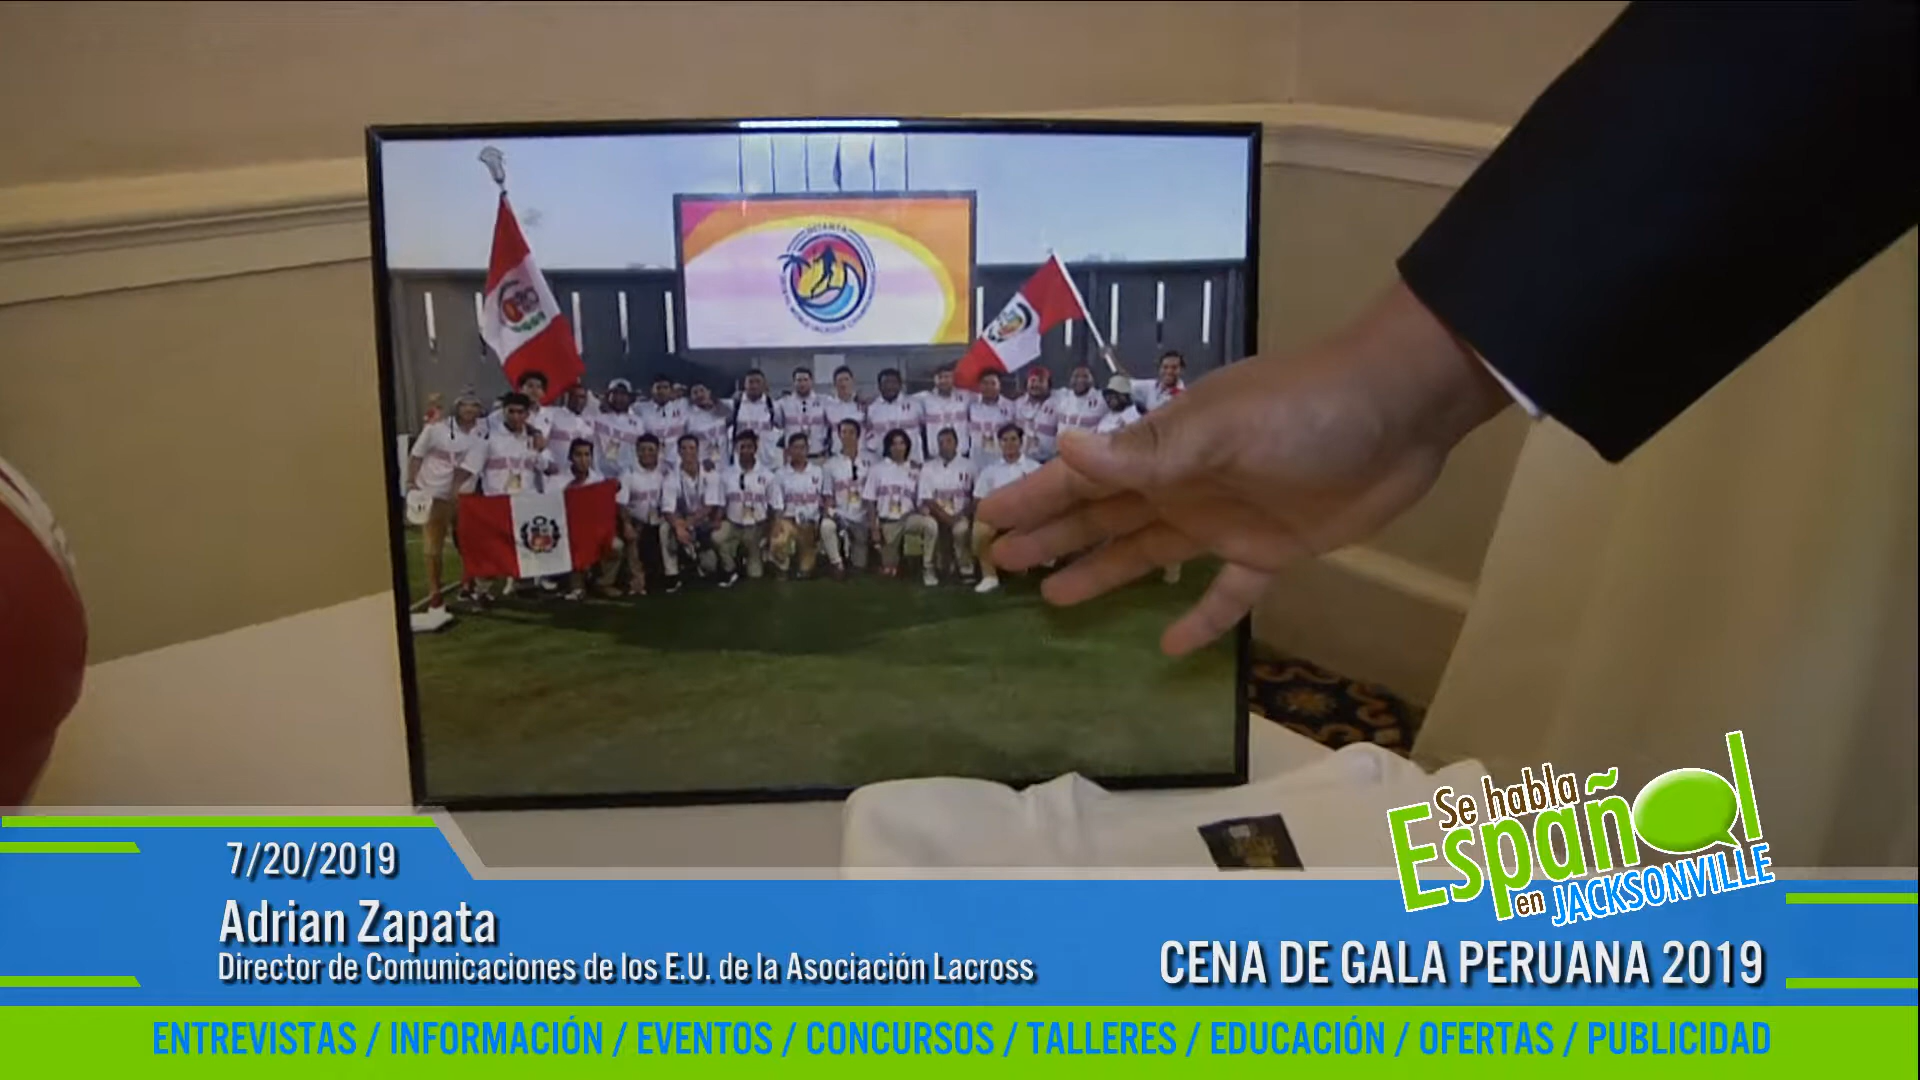 7/20/2019
Adrian Zapata
Director de Comunicaciones de los E.U. de la Asociación Lacross
Se habla
Español
en JACKSONVILLE
CENA DE GALA PERUANA 2019
ENTREVISTAS / INFORMACIÓN / EVENTOS / CONCURSOS / TALLERES / EDUCACIÓN / OFERTAS / PUBLICIDAD